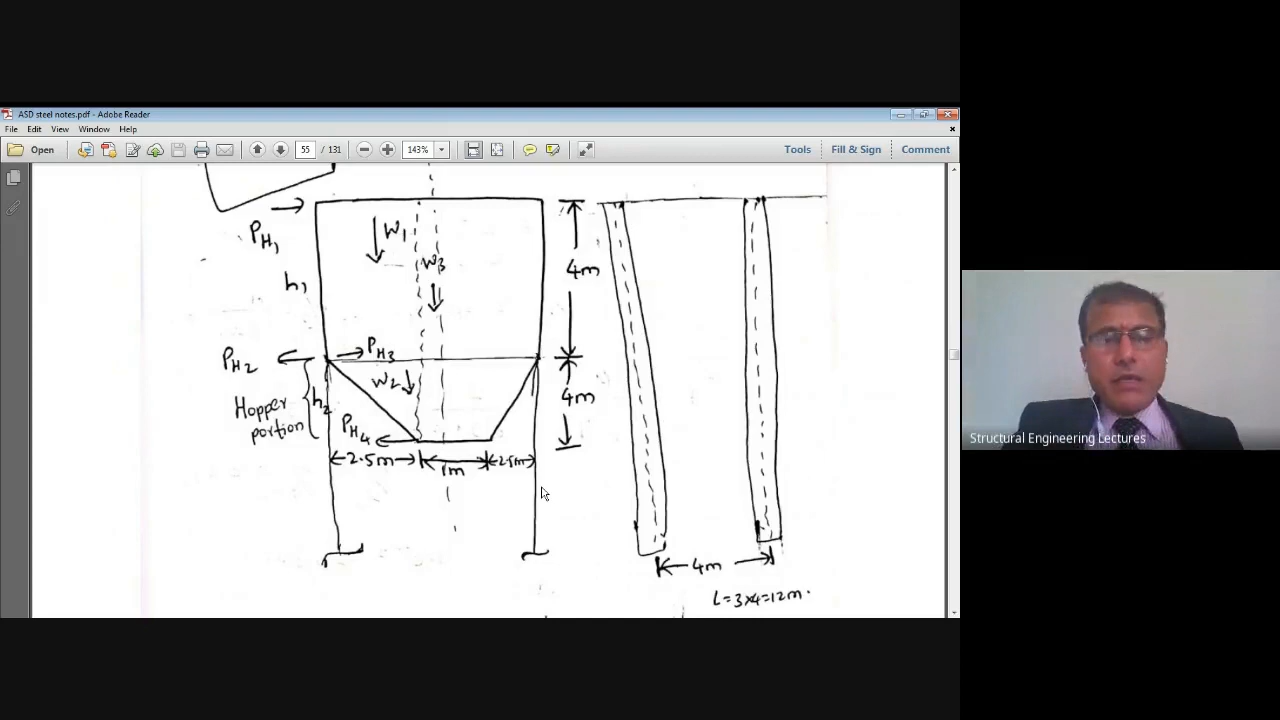 ASD steel notes.pdf - Adobe Reader
File Edit View Window Help
Open 55 / 131 143% Tools Fill & Sign Comment
PH1
W1
W3
h1
4m
PH2
PH3
W2
h2
Hopper portion
4m
PH4
2.5m
1m
2.5m
4m
L=3x4=12m.
Structural Engineering Lectures